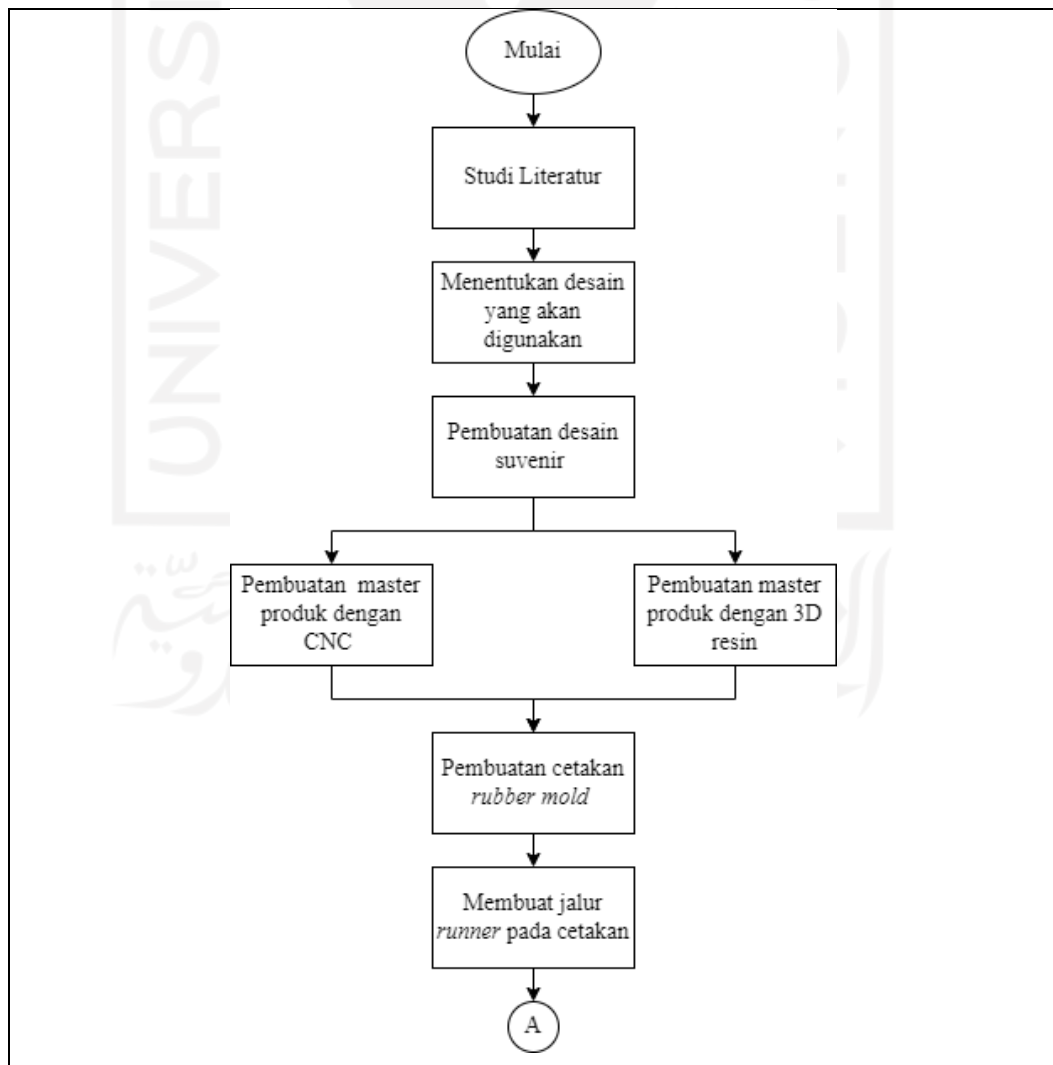 Mulai
Studi Literatur
Menentukan desain
yang akan
digunakan
Pembuatan desain
suvenir
Pembuatan  master
produk dengan
CNC
Pembuatan master
produk dengan 3D
resin
Pembuatan cetakan
rubber mold
Membuat jalur
runner pada cetakan
A
UNIVERSI